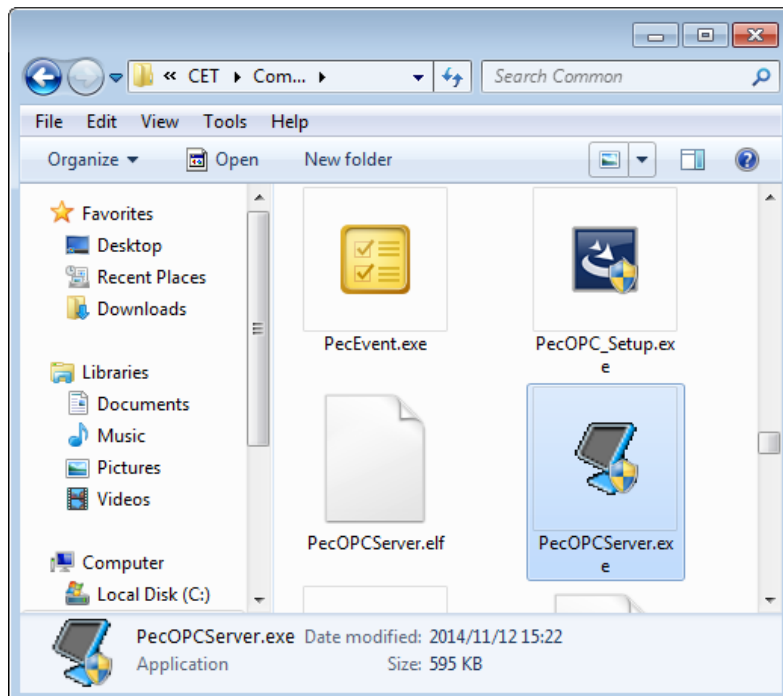 « CET Com...
Search Common
File Edit View Tools Help
Organize Open New folder
Favorites
Desktop
Recent Places
Downloads
Libraries
Documents
Music
Pictures
Videos
Computer
Local Disk (C:)
PecEvent.exe
PecOPC_Setup.ex
e
PecOPCServer.elf
PecOPCServer.ex
e
PecOPCServer.exe Date modified: 2014/11/12 15:22
Application Size: 595 KB